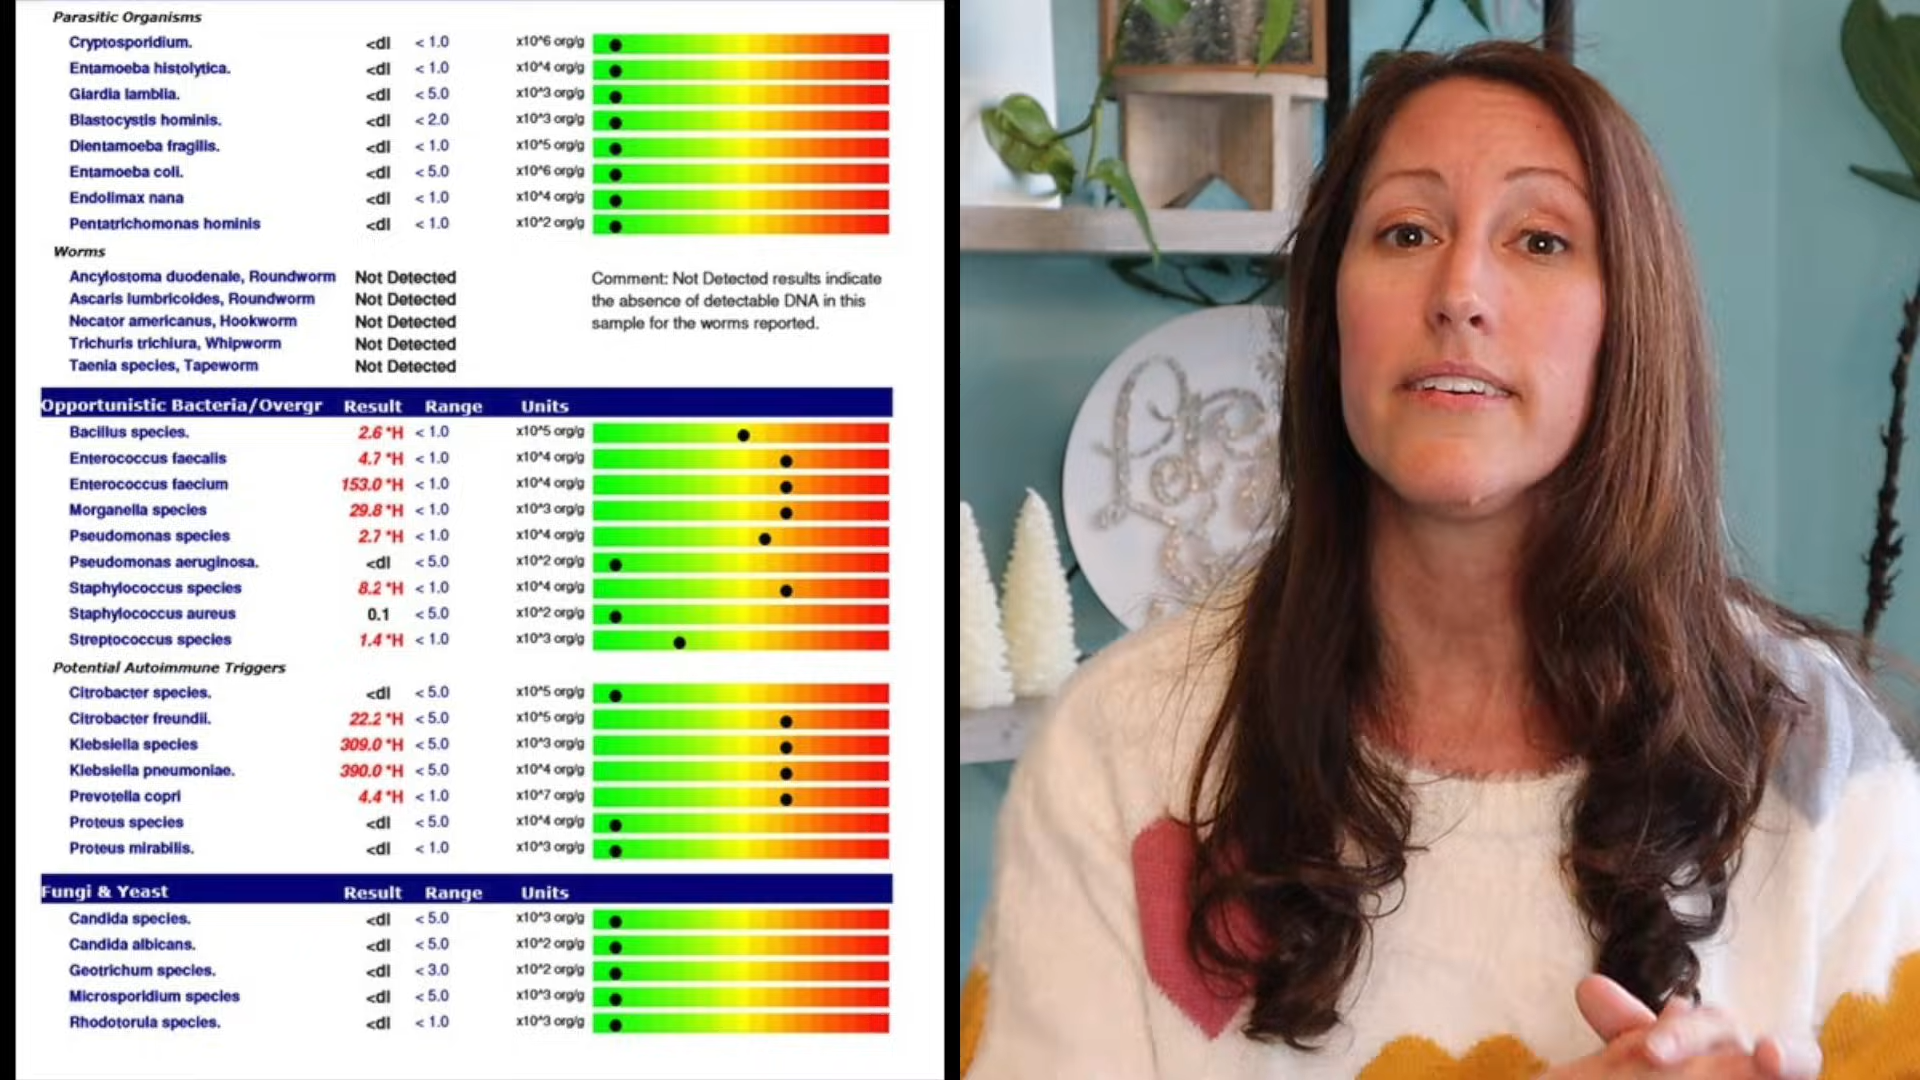 Parasitic Organisms
Cryptosporidium. <dl < 1.0 x10^6 org/g
Entamoeba histolytica. <dl < 1.0 x10^4 org/g
Giardia lamblia. <dl < 5.0 x10^3 org/g
Blastocystis hominis. <dl < 2.0 x10^3 org/g
Dientamoeba fragilis. <dl < 1.0 x10^5 org/g
Entamoeba coli. <dl < 5.0 x10^6 org/g
Endolimax nana <dl < 1.0 x10^4 org/g
Pentatrichomonas hominis <dl < 1.0 x10^2 org/g
Worms
Ancylostoma duodenale, Roundworm Not Detected
Ascaris lumbricoides, Roundworm Not Detected
Necator americanus, Hookworm Not Detected
Trichuris trichiura, Whipworm Not Detected
Taenia species, Tapeworm Not Detected
Comment: Not Detected results indicate
the absence of detectable DNA in this
sample for the worms reported.
Opportunistic Bacteria/Overgr Result Range Units
Bacillus species. 2.6 *H < 1.0 x10^5 org/g
Enterococcus faecalis 4.7 *H < 1.0 x10^4 org/g
Enterococcus faecium 153.0 *H < 1.0 x10^4 org/g
Morganella species 29.8 *H < 1.0 x10^3 org/g
Pseudomonas species 2.7 *H < 1.0 x10^4 org/g
Pseudomonas aeruginosa. <dl < 5.0 x10^2 org/g
Staphylococcus species 8.2 *H < 1.0 x10^4 org/g
Staphylococcus aureus 0.1 < 5.0 x10^2 org/g
Streptococcus species 1.4 *H < 1.0 x10^3 org/g
Potential Autoimmune Triggers
Citrobacter species. <dl < 5.0 x10^5 org/g
Citrobacter freundii. 22.2 *H < 5.0 x10^5 org/g
Klebsiella species 309.0 *H < 5.0 x10^3 org/g
Klebsiella pneumoniae. 390.0 *H < 5.0 x10^4 org/g
Prevotella copri 4.4 *H < 1.0 x10^7 org/g
Proteus species <dl < 5.0 x10^4 org/g
Proteus mirabilis. <dl < 1.0 x10^3 org/g
Fungi & Yeast Result Range Units
Candida species. <dl < 5.0 x10^3 org/g
Candida albicans. <dl < 5.0 x10^2 org/g
Geotrichum species. <dl < 3.0 x10^2 org/g
Microsporidium species <dl < 5.0 x10^3 org/g
Rhodotorula species. <dl < 1.0 x10^3 org/g